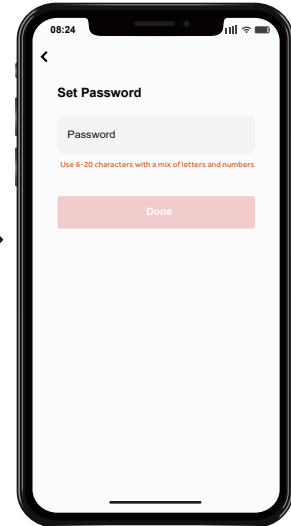 08:24
Set Password
Password
Use 6-20 characters with a mix of letters and numbers
Done